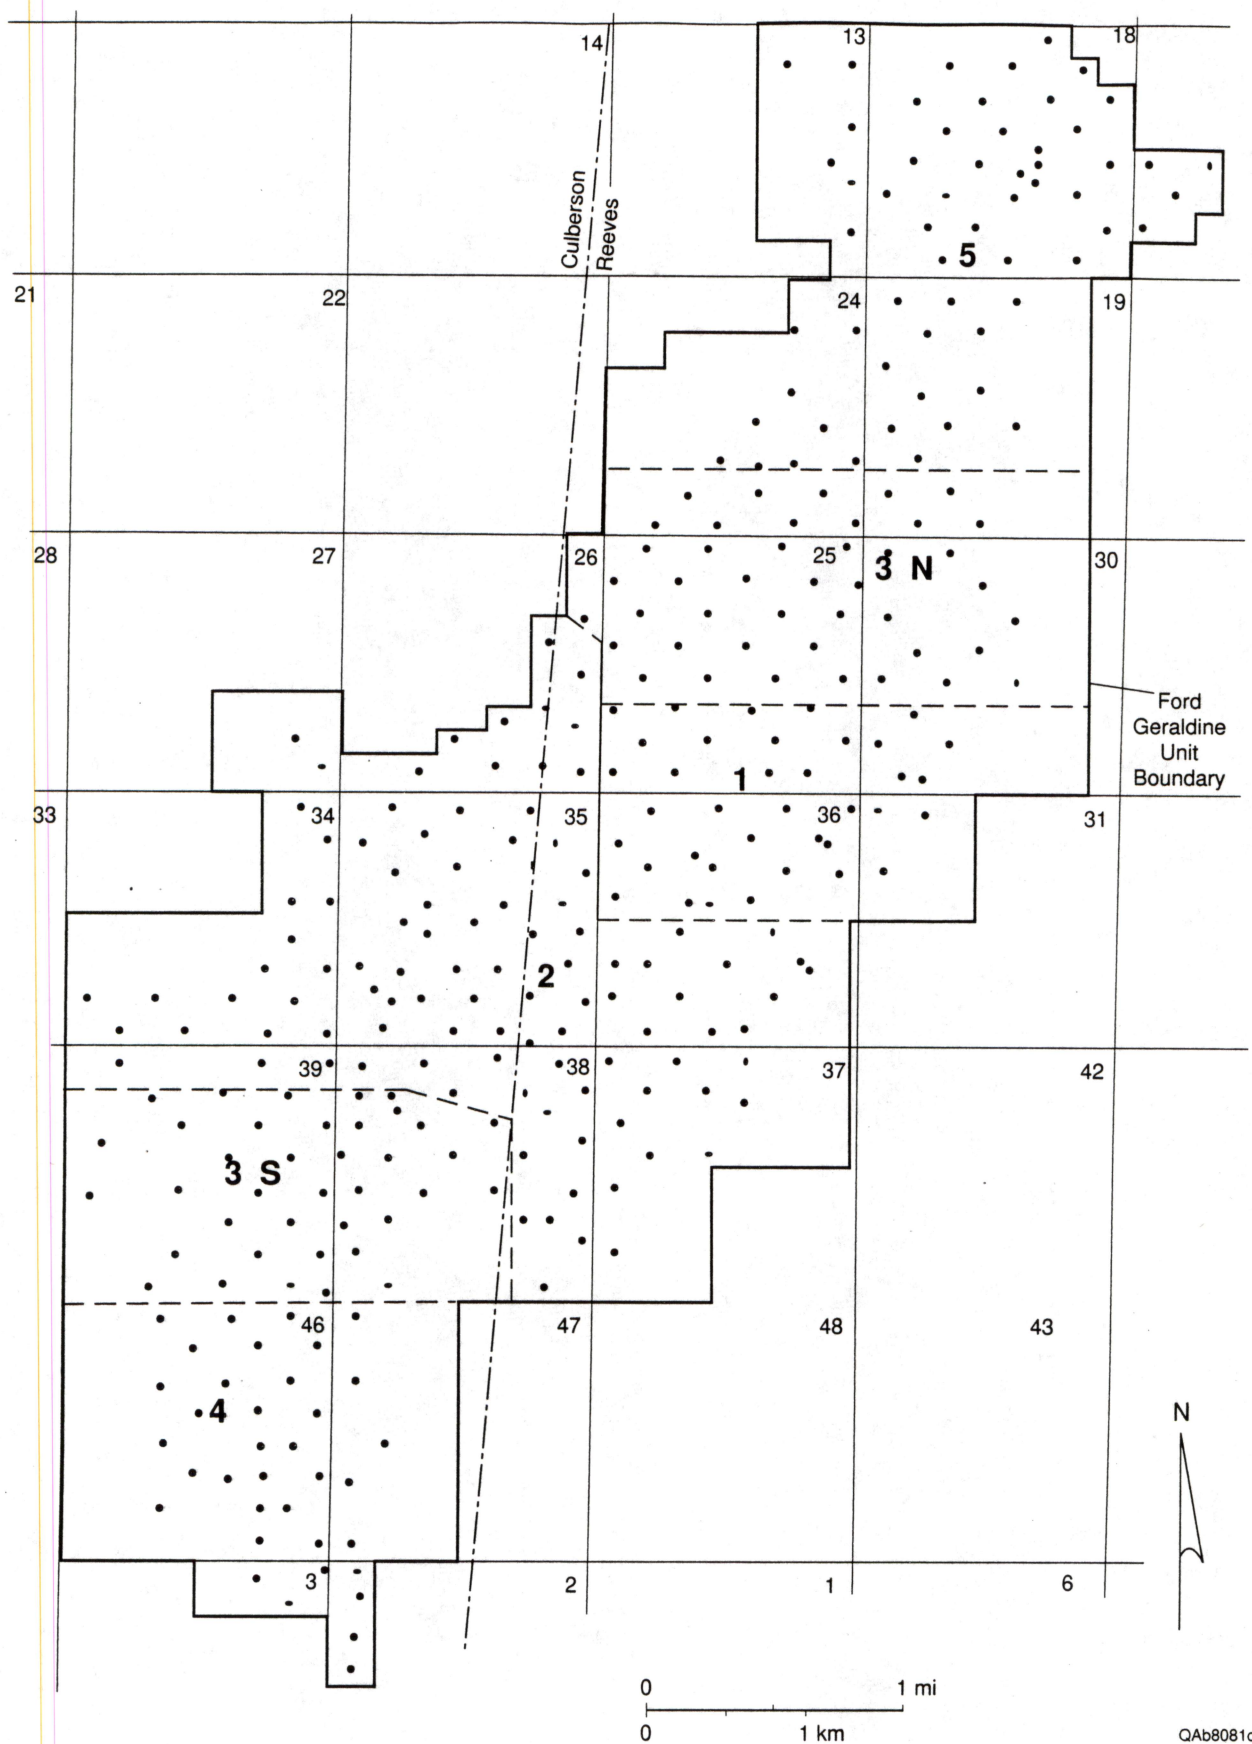 14 13 18
Culberson
Reeves
5
21 22 24 19
28 27 26 25 30
3 N
Ford
Geraldine
Unit
Boundary
1
33 34 35 36 31
2
39 38 37 42
3 S
46 47 48 43
4
N
3 2 1 6
0 1 mi
0 1 km
QAb8081c